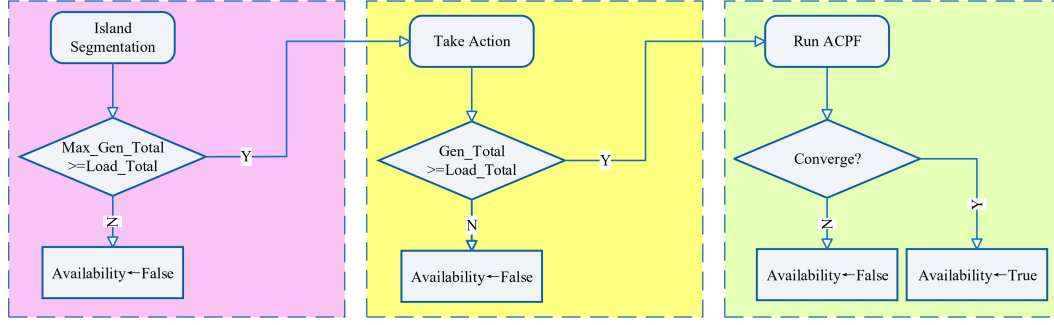 Island
Segmentation
Max_Gen_Total
>=Load_Total
Y
N
Availability←False
Take Action
Gen_Total
>=Load_Total
Y
N
Availability←False
Run ACPF
Converge?
N
Y
Availability←False
Availability←True